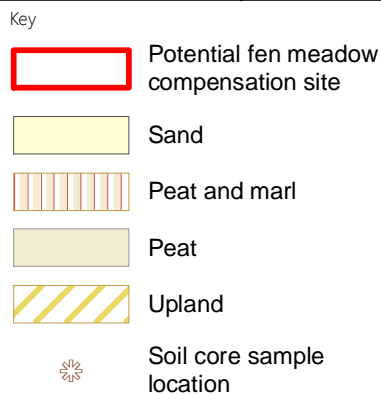 Key
Potential fen meadow
compensation site
Sand
Peat and marl
Peat
Upland
Soil core sample
location